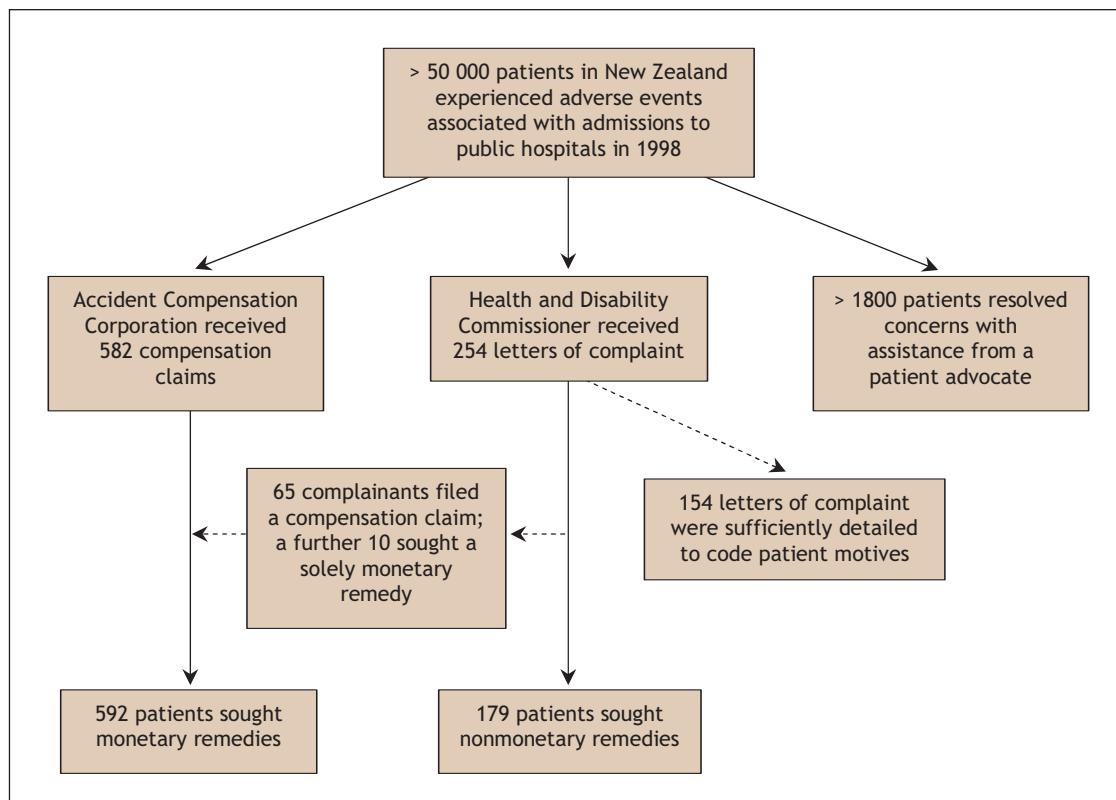 > 50 000 patients in New Zealand
experienced adverse events
associated with admissions to
public hospitals in 1998
Accident Compensation
Corporation received
582 compensation
claims
Health and Disability
Commissioner received
254 letters of complaint
> 1800 patients resolved
concerns with
assistance from a
patient advocate
65 complainants filed
a compensation claim;
a further 10 sought a
solely monetary
remedy
154 letters of complaint
were sufficiently detailed
to code patient motives
592 patients sought
monetary remedies
179 patients sought
nonmonetary remedies